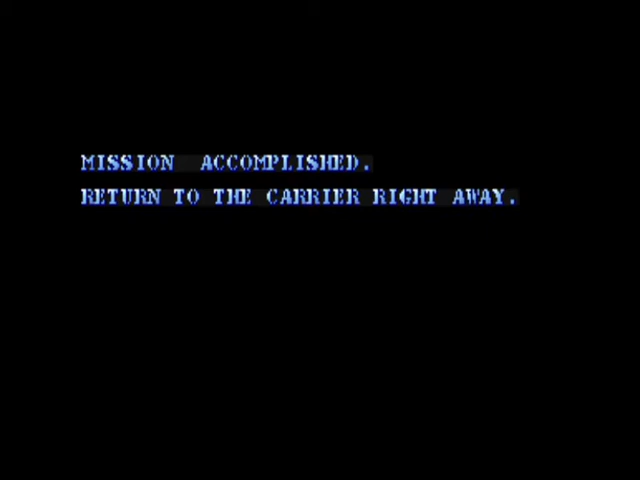 MISSION  ACCOMPLISHED.
RETURN TO THE CARRIER RIGHT AWAY.